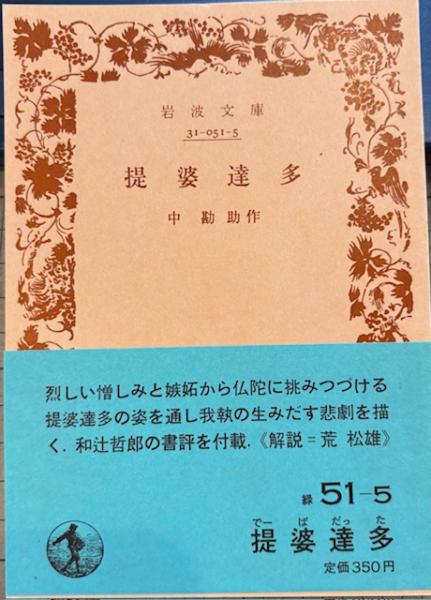 岩波文庫
31-051-5
提婆達多
中勘助作
烈しい憎しみと嫉妬から仏陀に挑みつづける
提婆達多の姿を通し我執の生みだす悲劇を描
く. 和辻哲郎の書評を付載.《解説=荒 松雄》
緑 51-5
でーばだった
提婆達多
定価350円